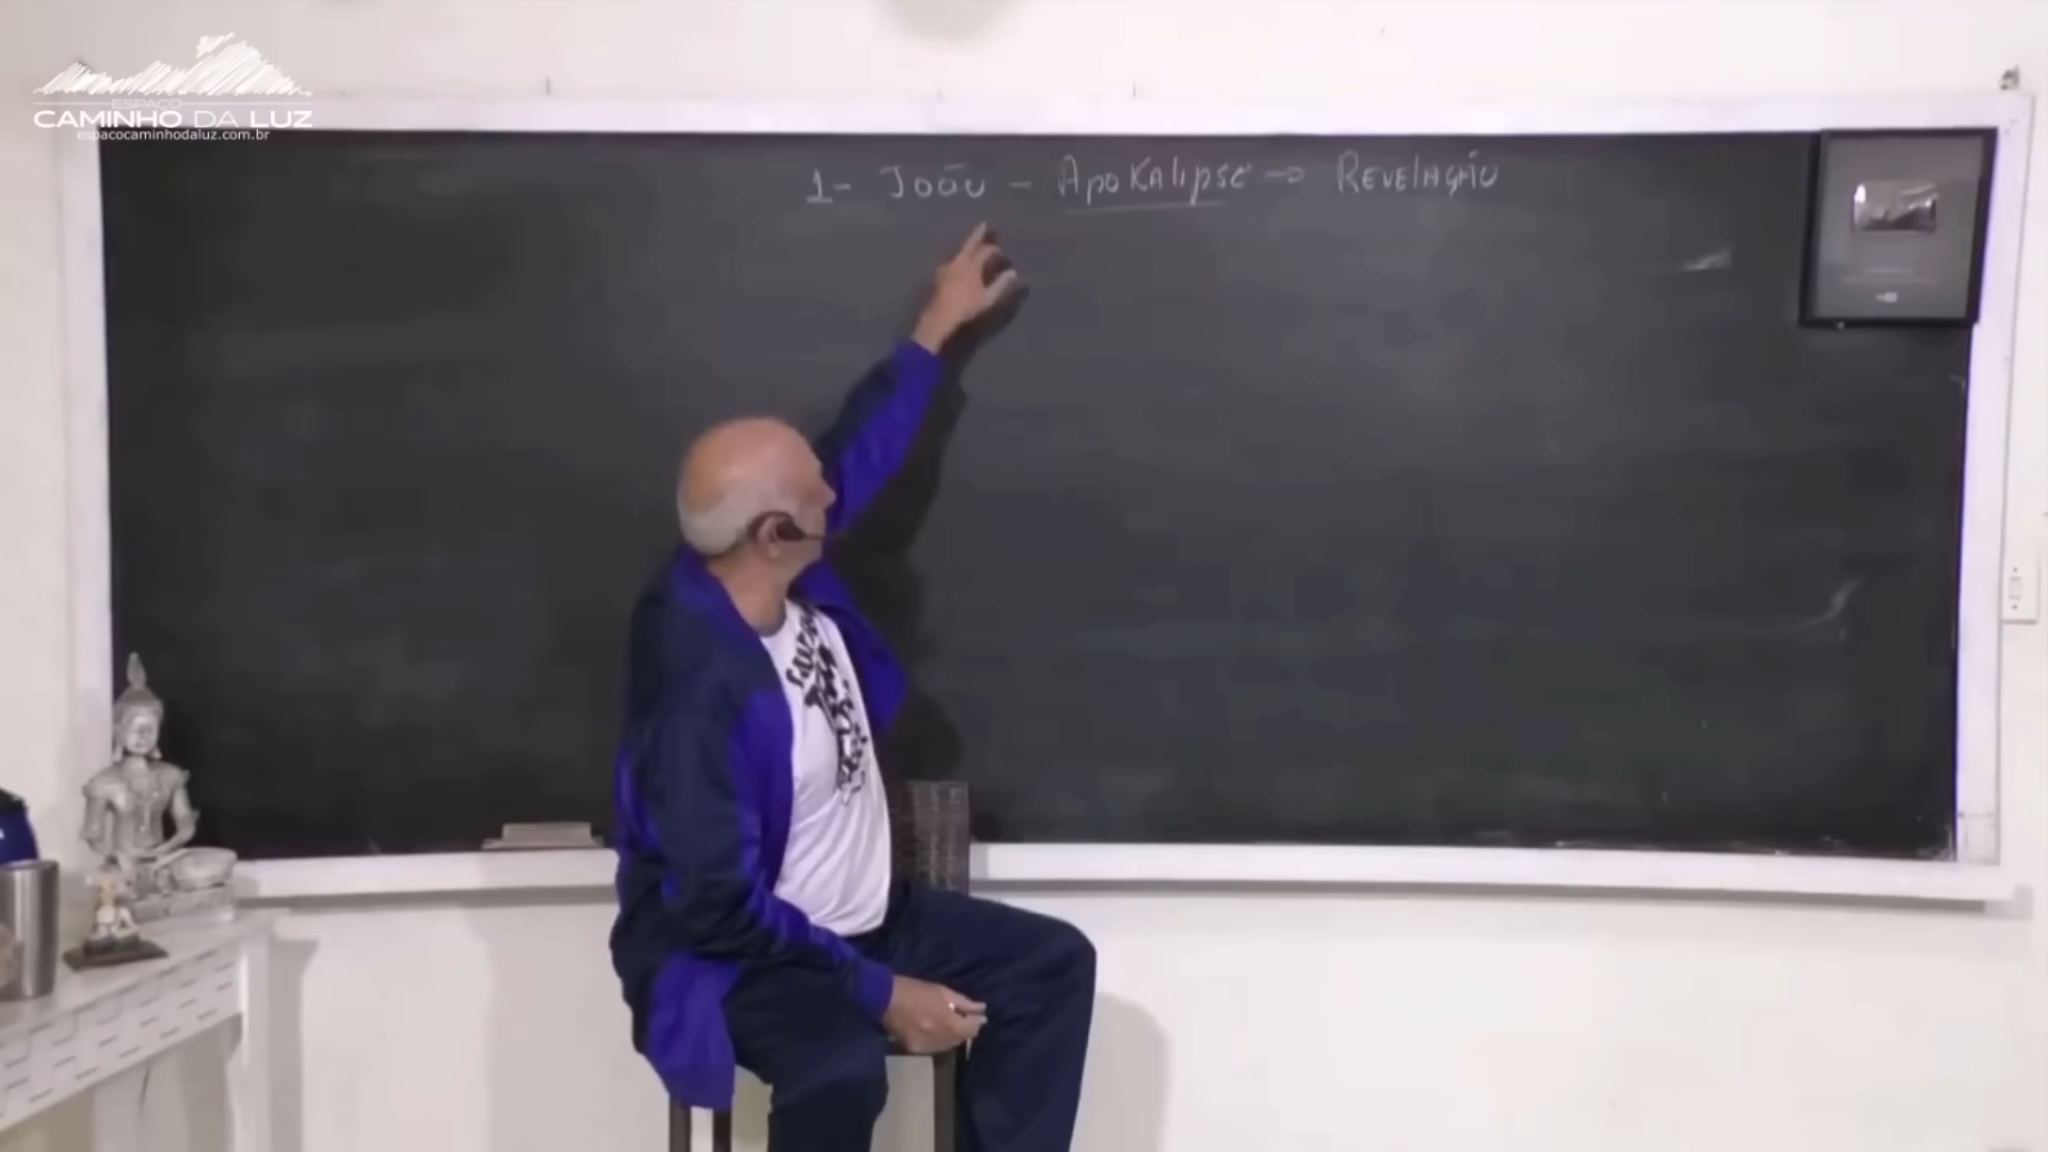 ESPAÇO
CAMINHO DA LUZ
espacocaminhodaluz.com.br
1- João - Apokalipse → Revelação